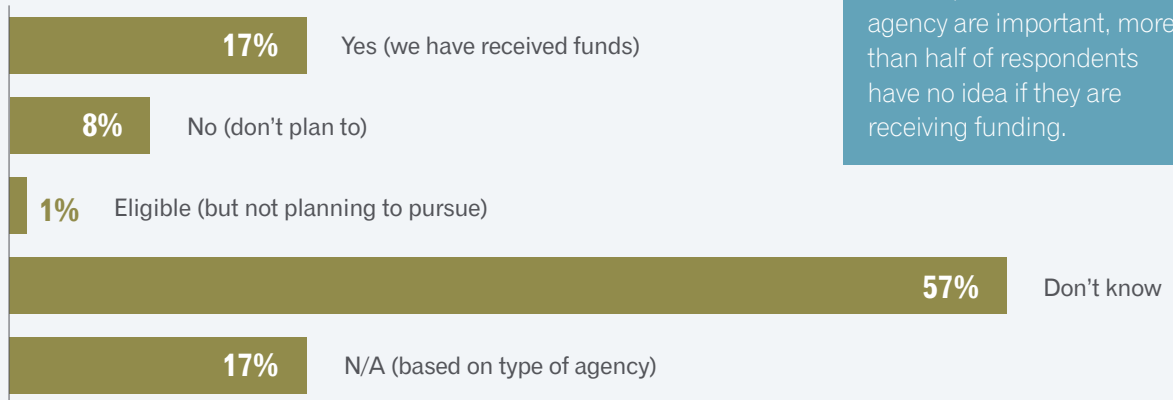 17% Yes (we have received funds)
8% No (don’t plan to)
1% Eligible (but not planning to pursue)
57% Don’t know
17% N/A (based on type of agency)
agency are important, more
than half of respondents
have no idea if they are
receiving funding.